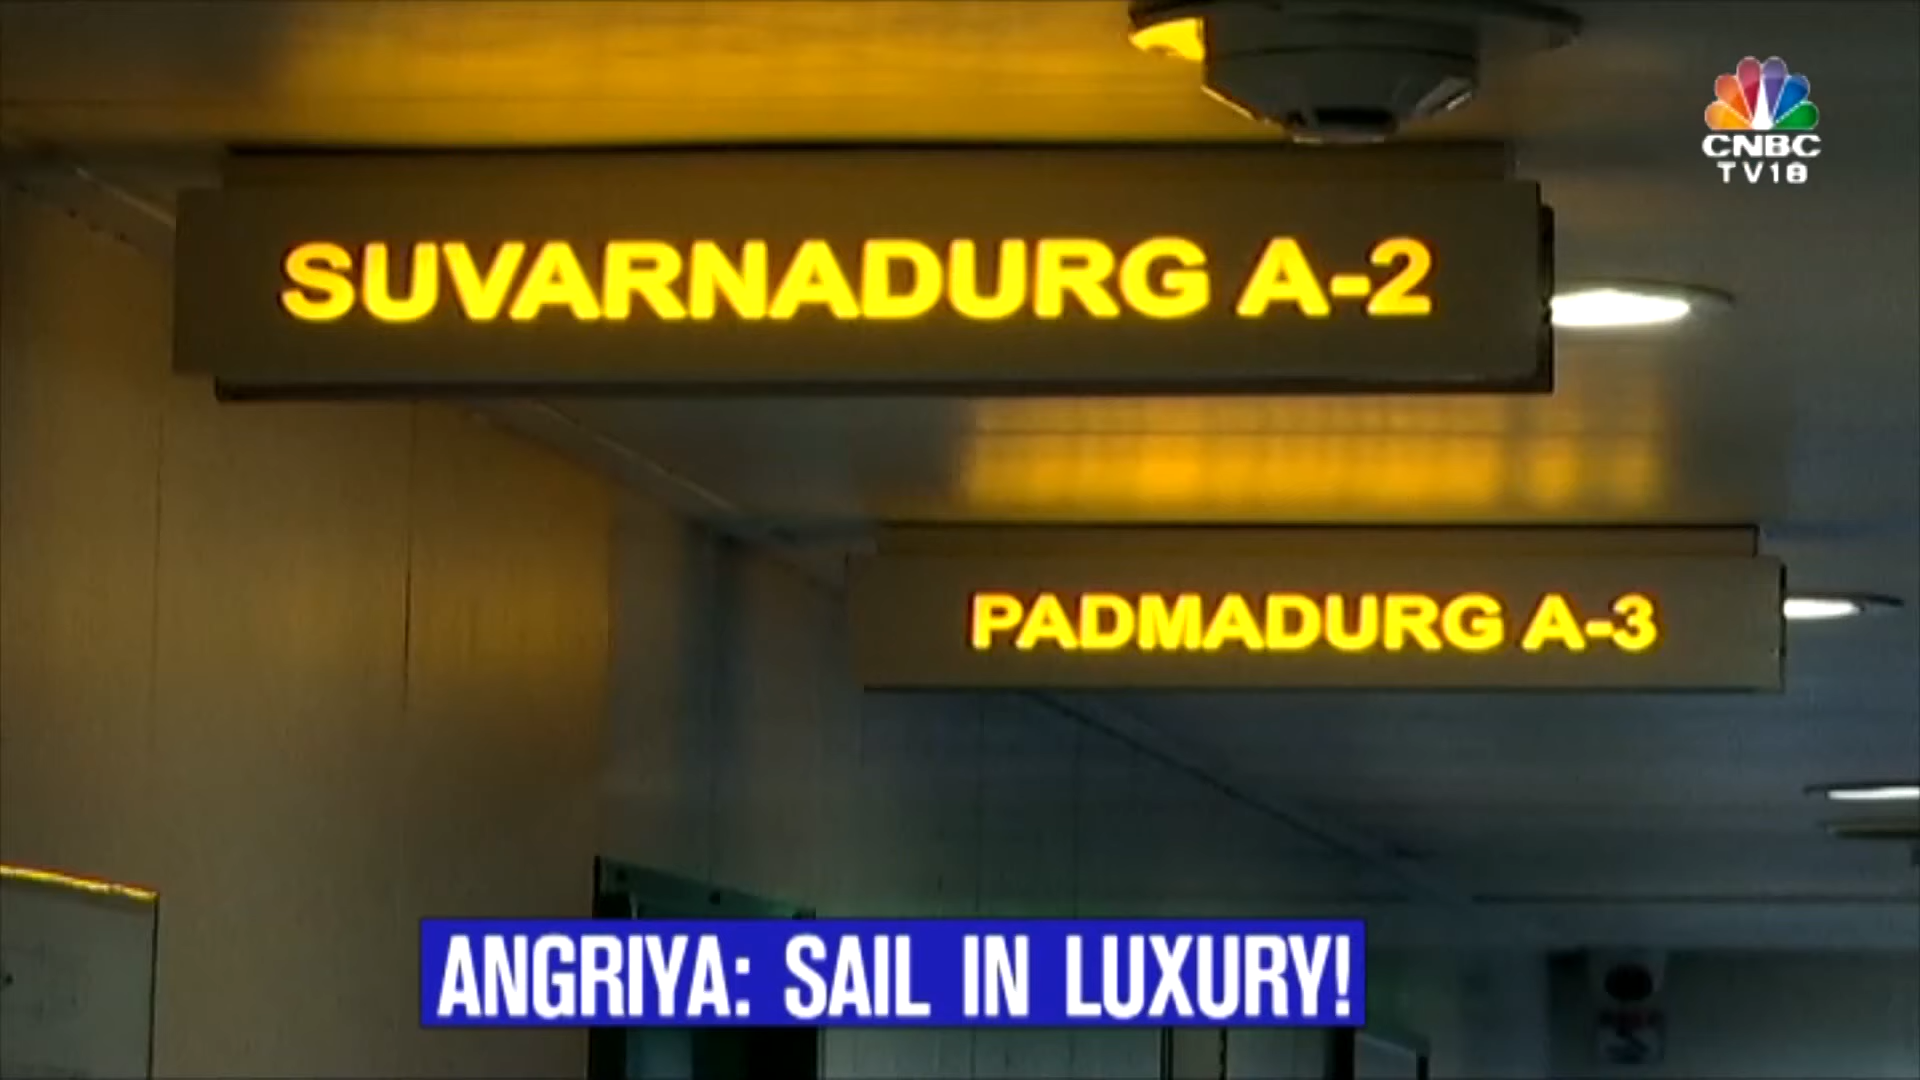 CNBC
TV18
SUVARNADURG A-2
PADMADURG A-3
ANGRIYA: SAIL IN LUXURY!